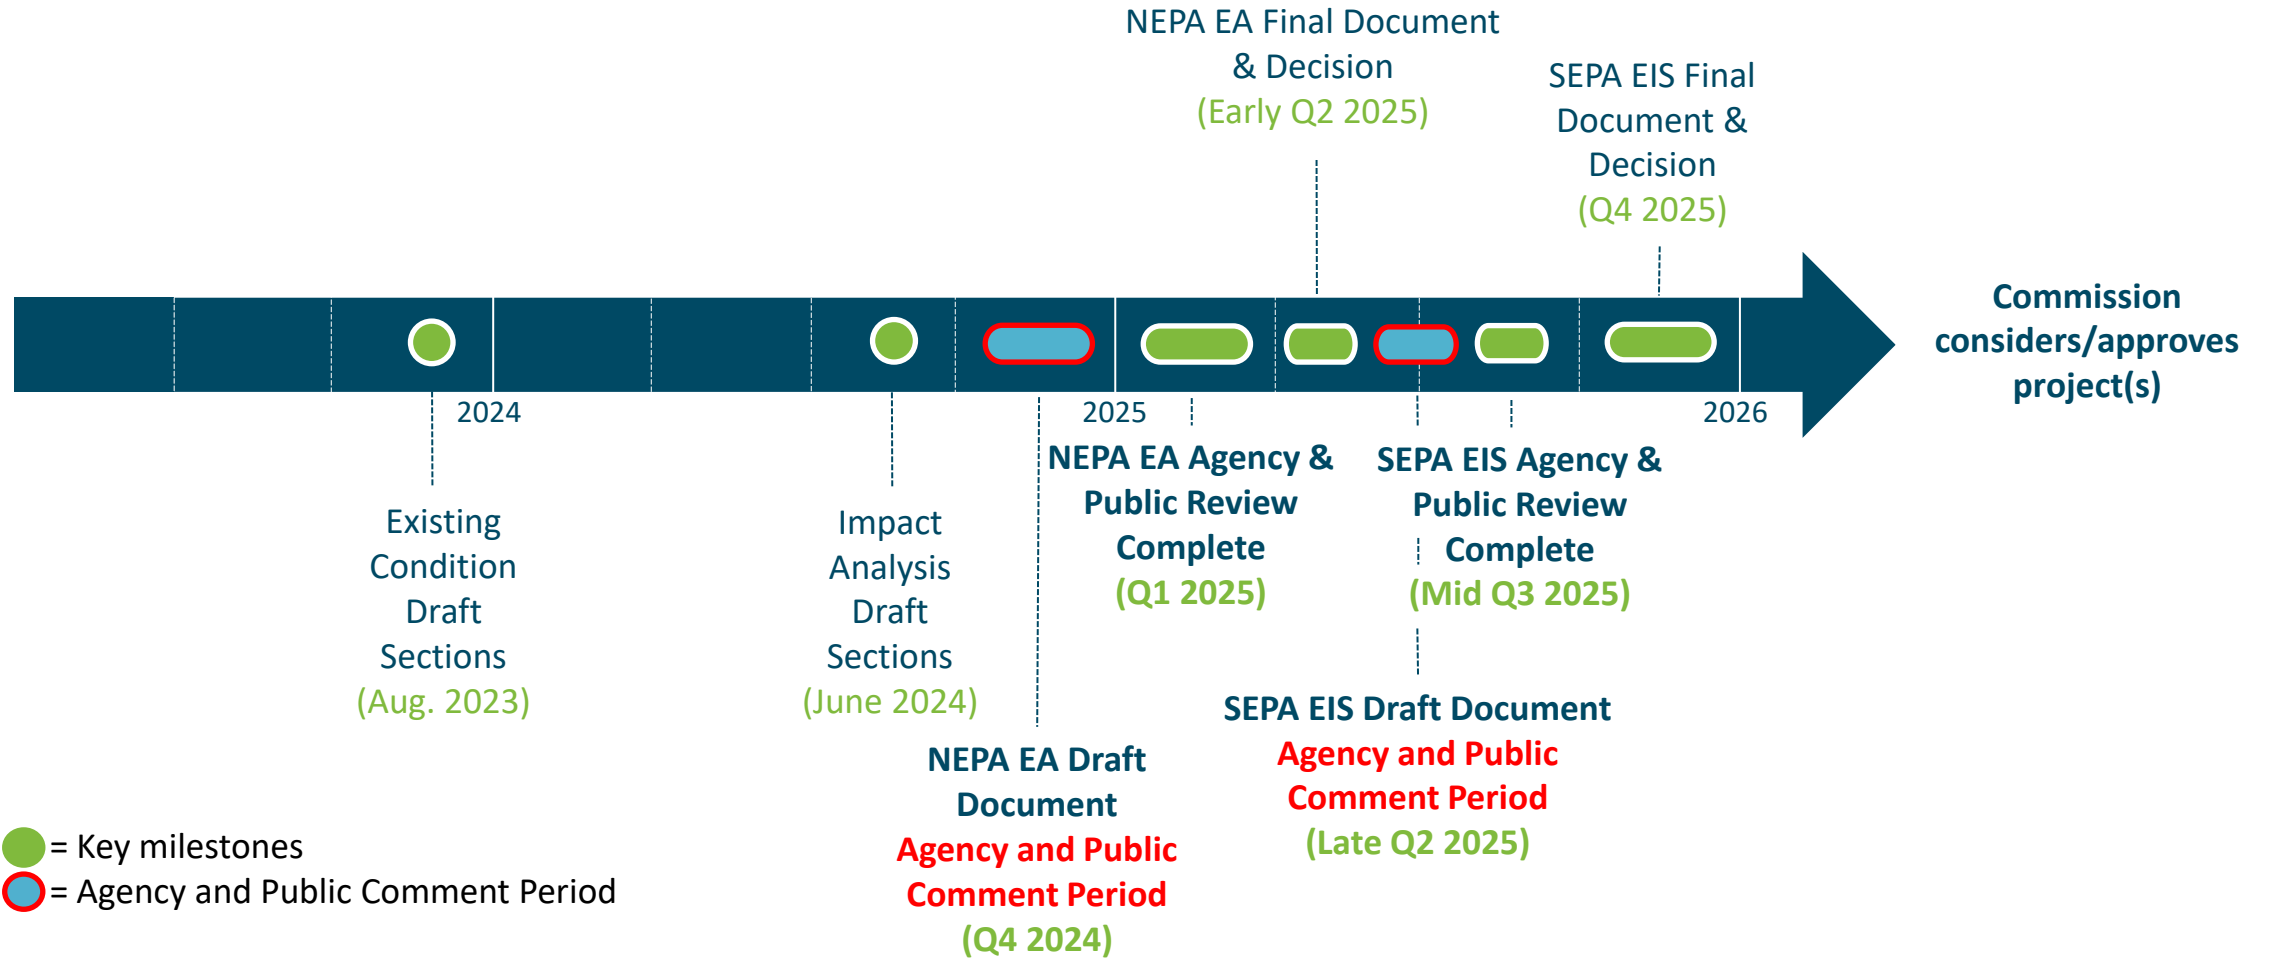 NEPA EA Final Document
& Decision
(Early Q2 2025)
SEPA EIS Final
Document &
Decision
(Q4 2025)
Commission
considers/approves
project(s)
2024
2025
2026
Existing
Condition
Draft
Sections
(Aug. 2023)
Impact
Analysis
Draft
Sections
(June 2024)
NEPA EA Draft
Document
Agency and Public
Comment Period
(Q4 2024)
NEPA EA Agency &
Public Review
Complete
(Q1 2025)
SEPA EIS Agency &
Public Review
Complete
(Mid Q3 2025)
SEPA EIS Draft Document
Agency and Public
Comment Period
(Late Q2 2025)
= Key milestones
= Agency and Public Comment Period